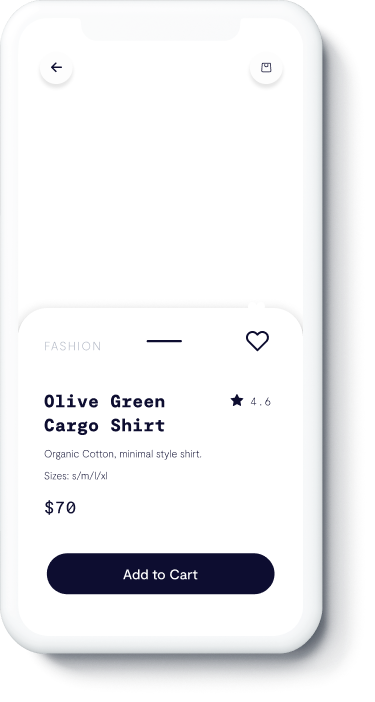 FASHION
Olive Green
4.6
Cargo Shirt
Organic Cotton, minimal style shirt.
Sizes: s/m/l/xl
$70
Add to Cart